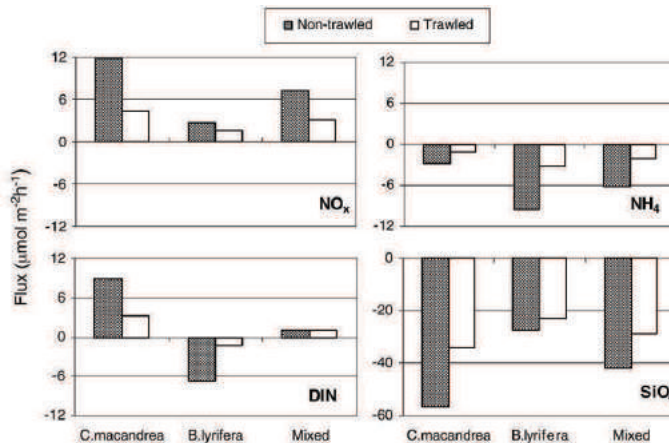 Non-trawled Trawled
12
6
0
-6
-12
NOx
12
6
0
-6
-12
NH4
Flux (μmol m-2h-1)
12
6
0
-6
-12
DIN
C.macandrea B.lyrifera Mixed
0
-20
-40
-60
SiO
C.macandrea B.lyrifera Mixed